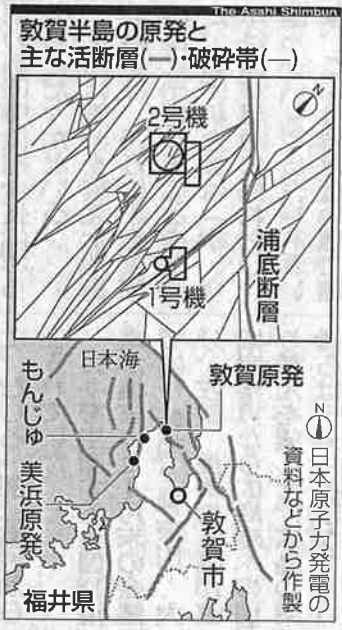 The Asahi Shimbun
敦賀半島の原発と
主な活断層(━)・破砕帯(―)
N
2号機
浦底断層
1号機
日本海
敦賀原発
もんじゅ
美浜原発
敦賀市
福井県
N
日本原子力発電の
資料などから作製